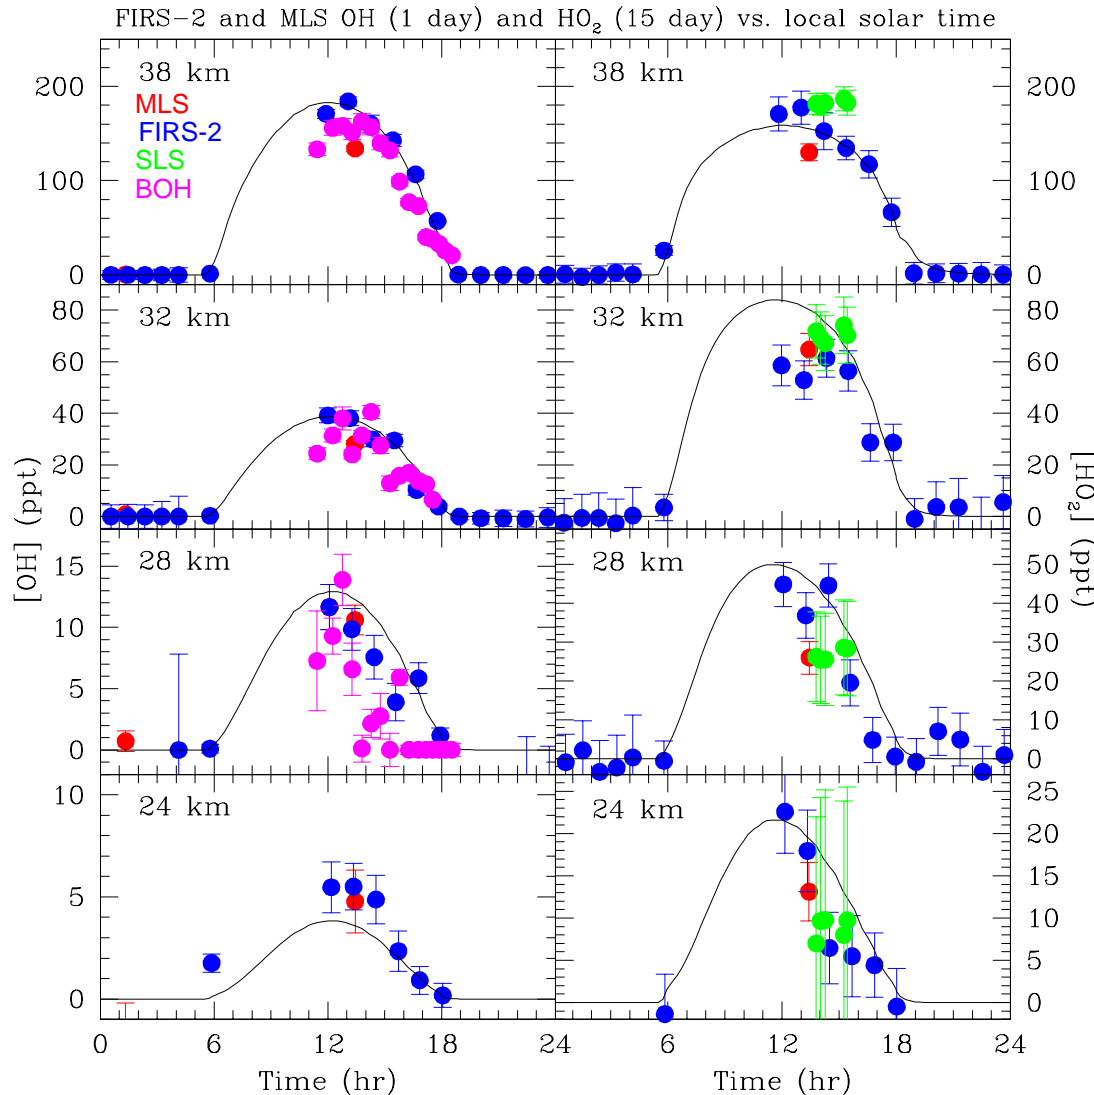 FIRS-2 and MLS OH (1 day) and HO₂ (15 day) vs. local solar time
38 km
MLS
FIRS-2
SLS
BOH
200
100
0
38 km
200
100
0
32 km
80
60
40
20
0
32 km
80
60
40
20
0
28 km
15
10
5
0
28 km
50
40
30
20
10
0
24 km
10
5
0
24 km
25
20
15
10
5
0
[OH] (ppt)
[HO₂] (ppt)
0 6 12 18 24 6 12 18 24
Time (hr) Time (hr)